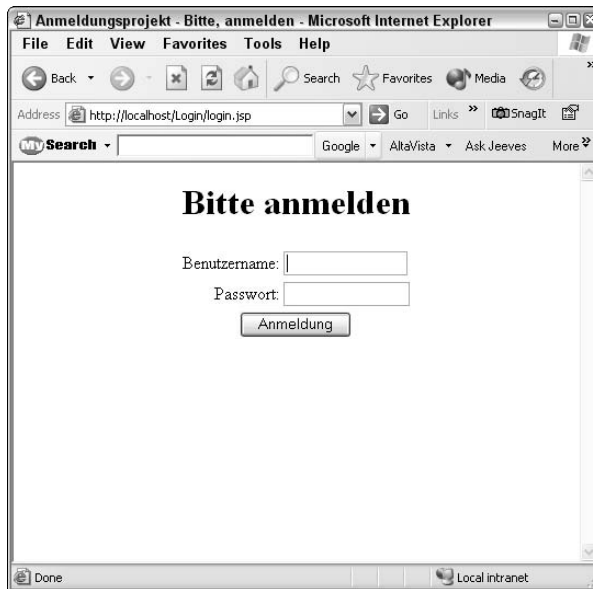 Anmeldungsprojekt - Bitte, anmelden - Microsoft Internet Explorer
File Edit View Favorites Tools Help
Back Search Favorites Media »
Address http://localhost/Login/login.jsp Go Links » SnagIt
My Search Google AltaVista Ask Jeeves More »
Bitte anmelden
Benutzername:
Passwort:
Anmeldung
Done Local intranet